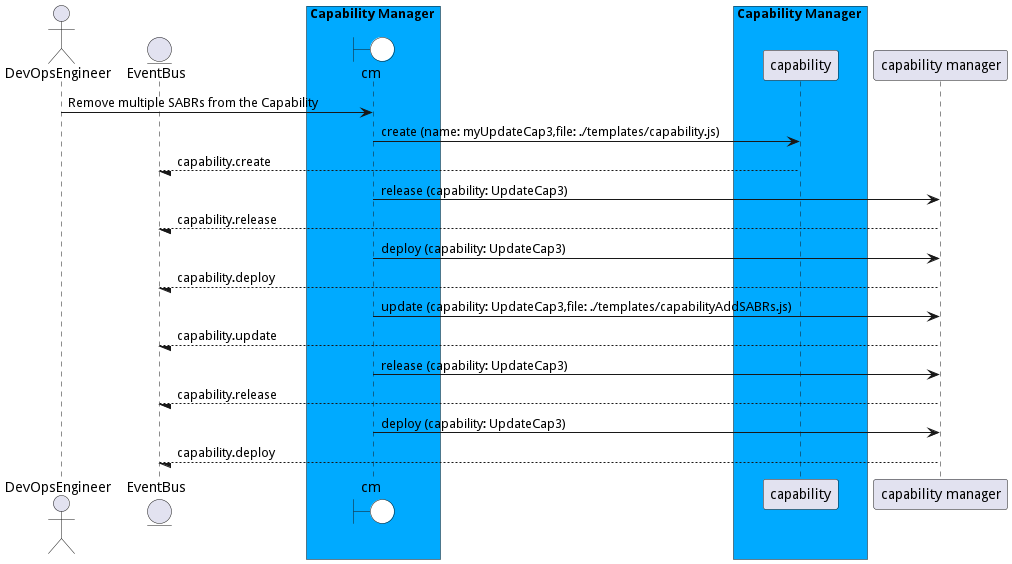 Capability Manager
Capability Manager
DevOpsEngineer
EventBus
cm
capability
capability manager
Remove multiple SABRs from the Capability
create (name: myUpdateCap3,file: ./templates/capability.js)
capability.create
release (capability: UpdateCap3)
capability.release
deploy (capability: UpdateCap3)
capability.deploy
update (capability: UpdateCap3,file: ./templates/capabilityAddSABRs.js)
capability.update
release (capability: UpdateCap3)
capability.release
deploy (capability: UpdateCap3)
capability.deploy
DevOpsEngineer
EventBus
cm
capability
capability manager